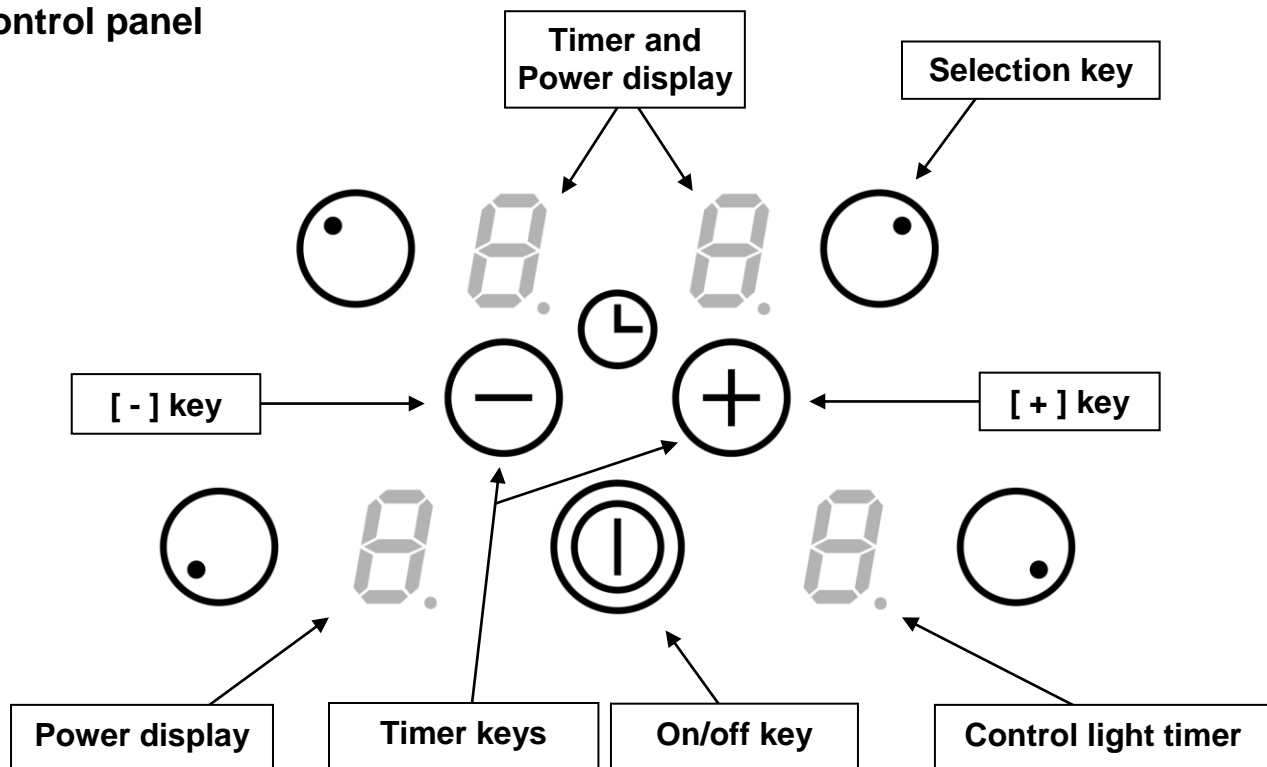 ontrol panel
Timer and
Power display
Selection key
[ - ] key
[ + ] key
Power display
Timer keys
On/off key
Control light timer